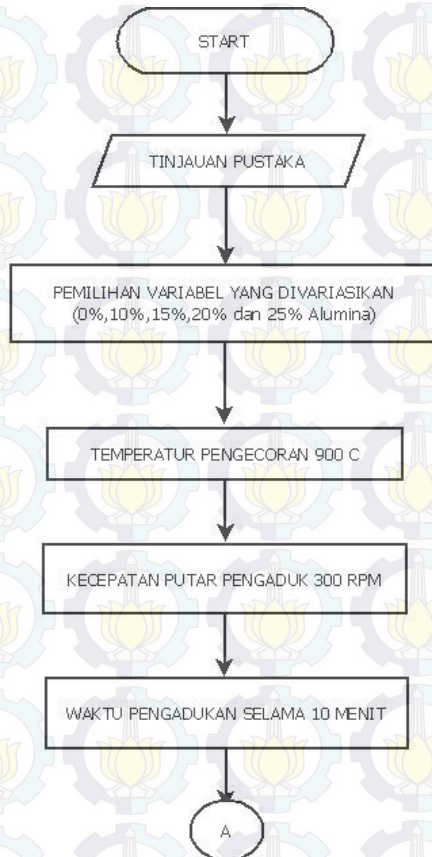 START
TINJAUAN PUSTAKA
PEMILIHAN VARIABEL YANG DIVARIASIKAN
(0%,10%,15%,20% dan 25% Alumina)
TEMPERATUR PENGECORAN 900 C
KECEPATAN PUTAR PENGADUK 300 RPM
WAKTU PENGADUKAN SELAMA 10 MENIT
A